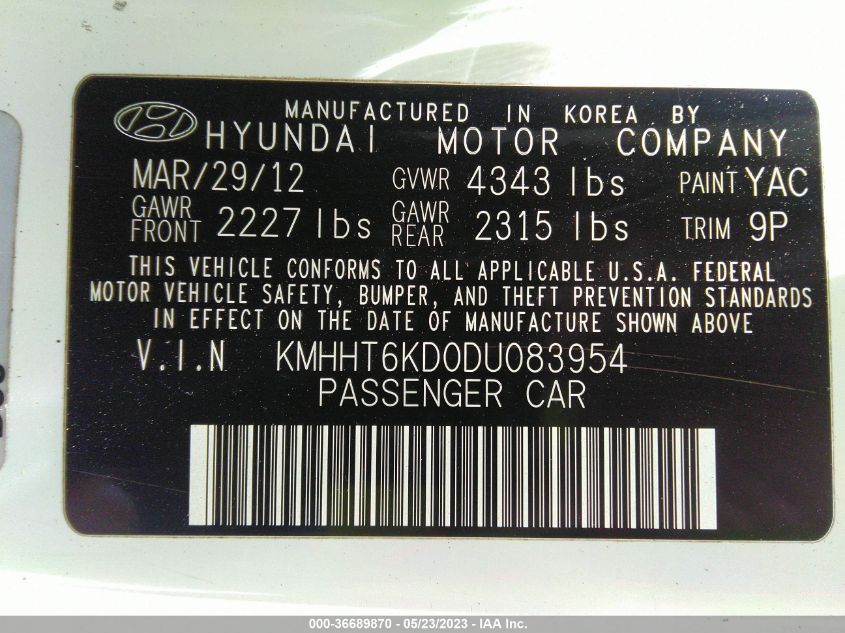 MANUFACTURED IN KOREA BY
HYUNDAI MOTOR COMPANY
MAR/29/12 GVWR 4343 lbs PAINT YAC
GAWR FRONT 2227 lbs GAWR REAR 2315 lbs TRIM 9P
THIS VEHICLE CONFORMS TO ALL APPLICABLE U.S.A. FEDERAL
MOTOR VEHICLE SAFETY, BUMPER, AND THEFT PREVENTION STANDARDS
IN EFFECT ON THE DATE OF MANUFACTURE SHOWN ABOVE
V.I.N KMHHT6KD0DU083954
PASSENGER CAR
000-36689870 - 05/23/2023 - IAA Inc.